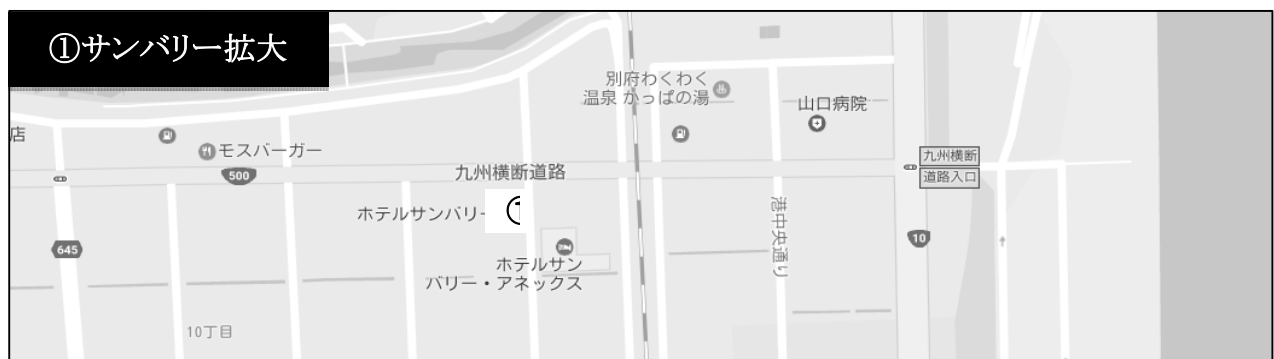 ①サンバリー拡大
別府わくわく
温泉 かっぱの湯
山口病院
店
モスバーガー
500
九州横断道路
九州横断
道路入口
ホテルサンバリー
①
港中央通り
645
10
ホテルサン
バリー・アネックス
10丁目